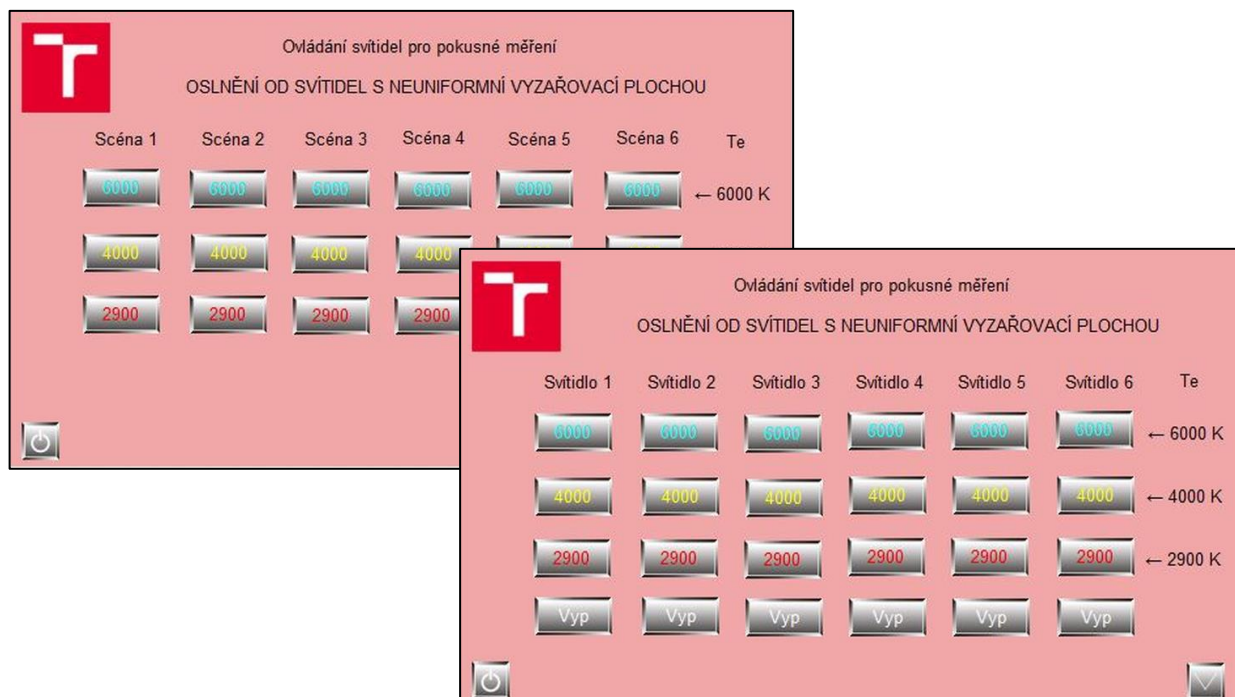 Ovládání svítidel pro pokusné měření
OSLNĚNÍ OD SVÍTIDEL S NEUNIFORMNÍ VYZAŘOVACÍ PLOCHOU
Scéna 1 Scéna 2 Scéna 3 Scéna 4 Scéna 5 Scéna 6 Te
6000 6000 6000 6000 6000 6000 ← 6000 K
4000 4000 4000 4000
2900 2900 2900 2900
Ovládání svítidel pro pokusné měření
OSLNĚNÍ OD SVÍTIDEL S NEUNIFORMNÍ VYZAŘOVACÍ PLOCHOU
Svítidlo 1 Svítidlo 2 Svítidlo 3 Svítidlo 4 Svítidlo 5 Svítidlo 6 Te
6000 6000 6000 6000 6000 6000 ← 6000 K
4000 4000 4000 4000 4000 4000 ← 4000 K
2900 2900 2900 2900 2900 2900 ← 2900 K
Vyp Vyp Vyp Vyp Vyp Vyp